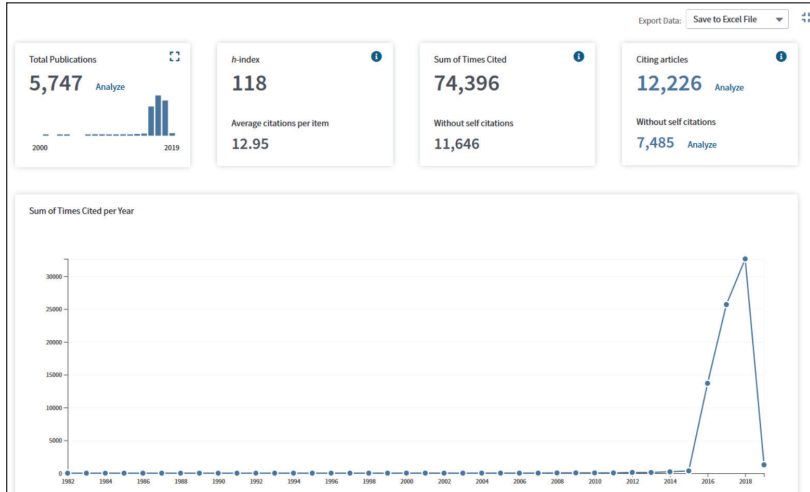 Export Data: Save to Excel File
Total Publications
5,747 Analyze
2000 2019
h-index
118
Average citations per item
12.95
Sum of Times Cited
74,396
Without self citations
11,646
Citing articles
12,226 Analyze
Without self citations
7,485 Analyze
Sum of Times Cited per Year
30000
25000
20000
15000
10000
5000
0
1982 1984 1986 1988 1990 1992 1994 1996 1998 2000 2002 2004 2006 2008 2010 2012 2014 2016 2018